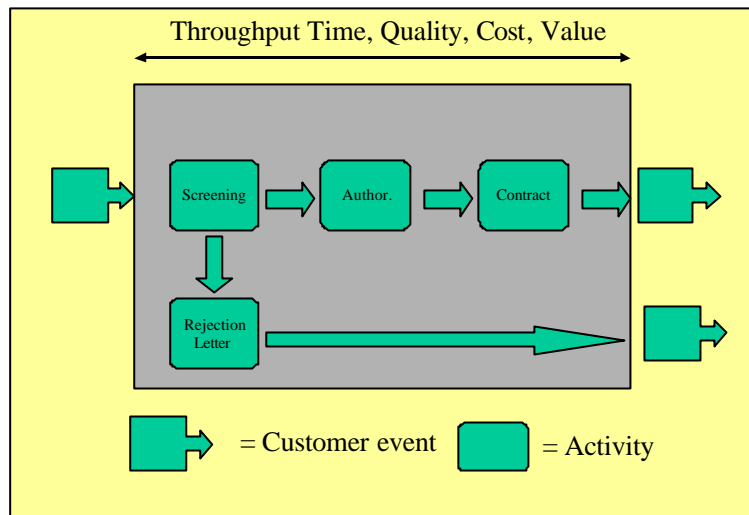 Throughput Time, Quality, Cost, Value
Screening
Author.
Contract
Rejection
Letter
= Customer event
= Activity